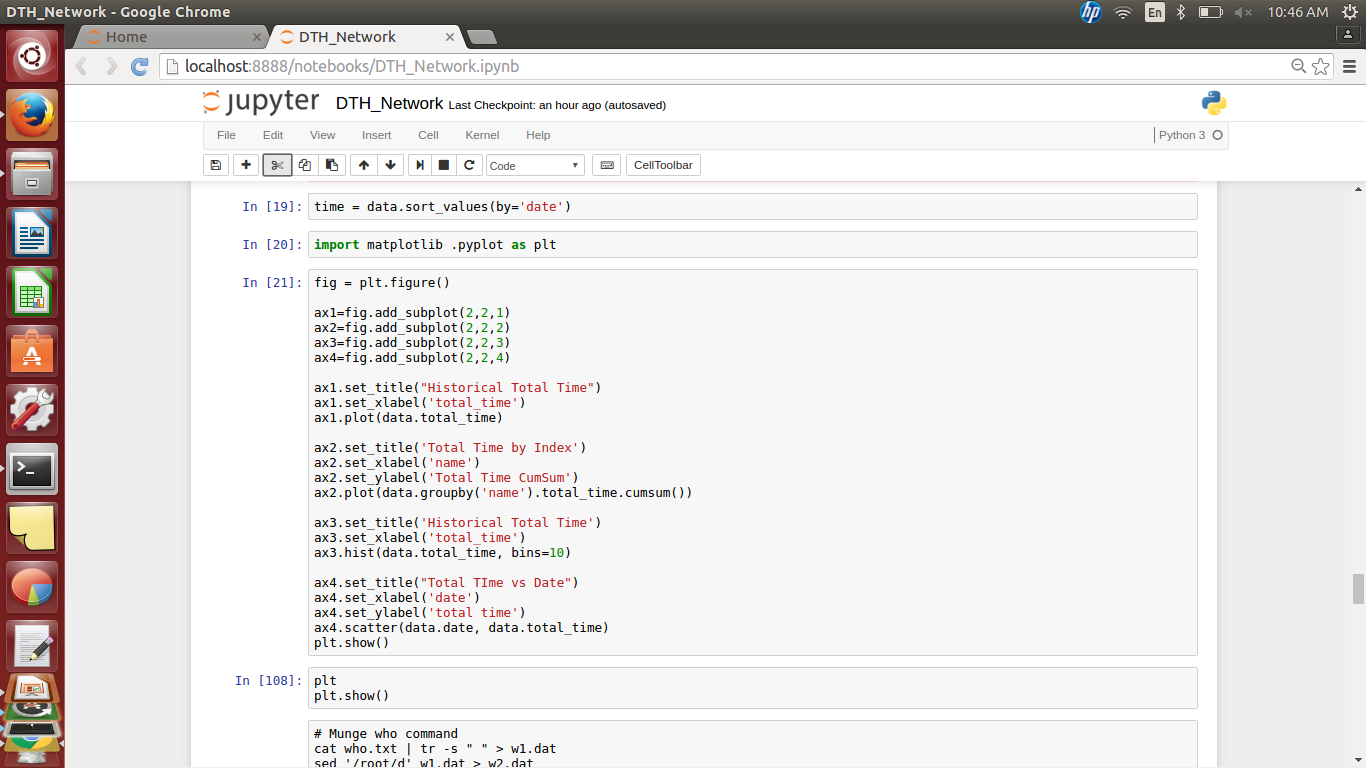 DTH_Network - Google Chrome
En
10:46 AM
Home
DTH_Network
localhost:8888/notebooks/DTH_Network.ipynb
jupyter DTH_Network Last Checkpoint: an hour ago (autosaved)
File Edit View Insert Cell Kernel Help Python 3
Code CellToolbar
In [19]: time = data.sort_values(by='date')
In [20]: import matplotlib .pyplot as plt
In [21]: fig = plt.figure()
ax1=fig.add_subplot(2,2,1)
ax2=fig.add_subplot(2,2,2)
ax3=fig.add_subplot(2,2,3)
ax4=fig.add_subplot(2,2,4)
ax1.set_title("Historical Total Time")
ax1.set_xlabel('total_time')
ax1.plot(data.total_time)
ax2.set_title('Total Time by Index')
ax2.set_xlabel('name')
ax2.set_ylabel('Total Time CumSum')
ax2.plot(data.groupby('name').total_time.cumsum())
ax3.set_title('Historical Total Time')
ax3.set_xlabel('total_time')
ax3.hist(data.total_time, bins=10)
ax4.set_title("Total TIme vs Date")
ax4.set_xlabel('date')
ax4.set_ylabel('total time')
ax4.scatter(data.date, data.total_time)
plt.show()
In [108]: plt
plt.show()
# Munge who command
cat who.txt | tr -s " " > w1.dat
sed '/root/d' w1.dat > w2.dat